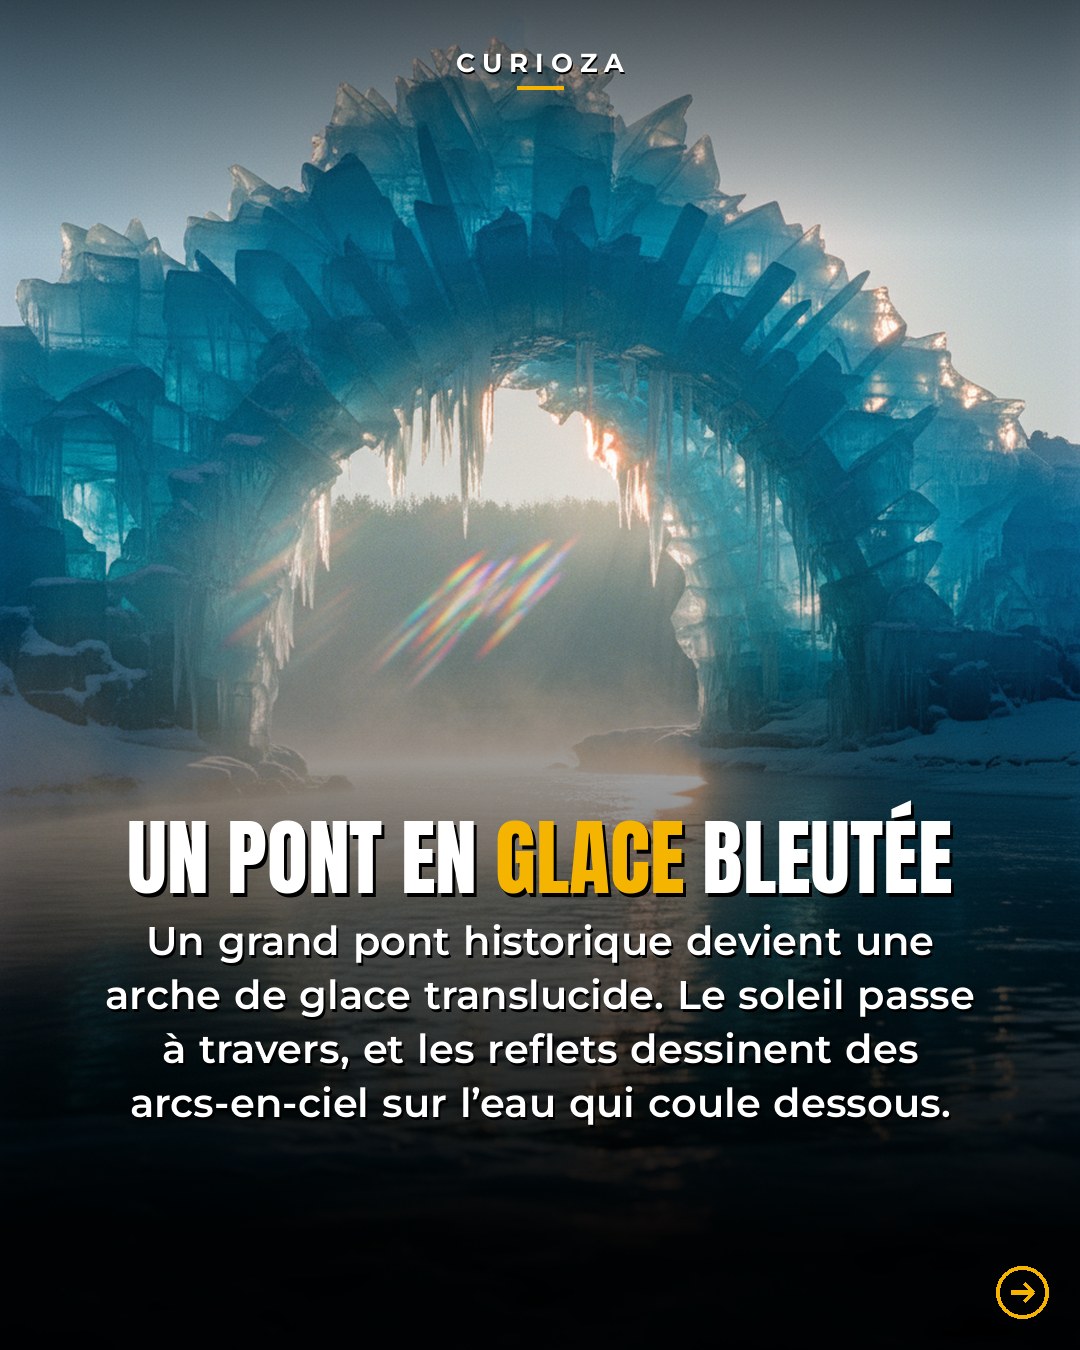 CURIOZA
UN PONT EN GLACE BLEUTÉE
Un grand pont historique devient une
arche de glace translucide. Le soleil passe
à travers, et les reflets dessinent des
arcs-en-ciel sur l’eau qui coule dessous.